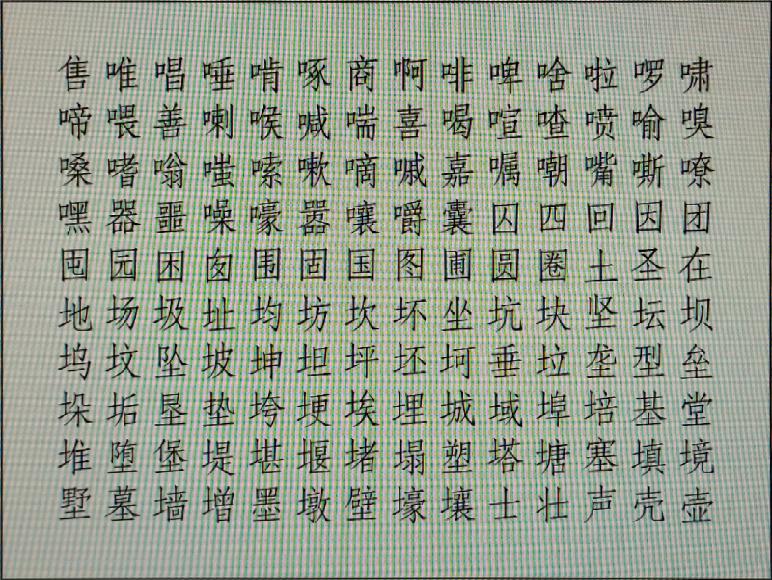 售唯唱唾啃啄商啊啡啤啥啦啰啸
啼喂善喇喉喊喘喜喝喧喳喷喻嗅
嗓嗜嗡嗤嗦嗽嘀嘁嘉嘱嘲嘴嘶嘹
嘿器噩噪嚎嚣嚷嚼囊囚四回因团
囤园困囱围固国图圃圆圈土圣在
地场圾址均坊坎坏坐坑块坚坛坝
坞坟坠坡坤坦坪坯坷垂垃垄型垒
垛垢垦垫垮埂埃埋城域埠培基堂
堆堕堡堤堪堰堵塌塑塔塘塞填境
墅墓墙增墨墩壁壕壤士壮声壳壶